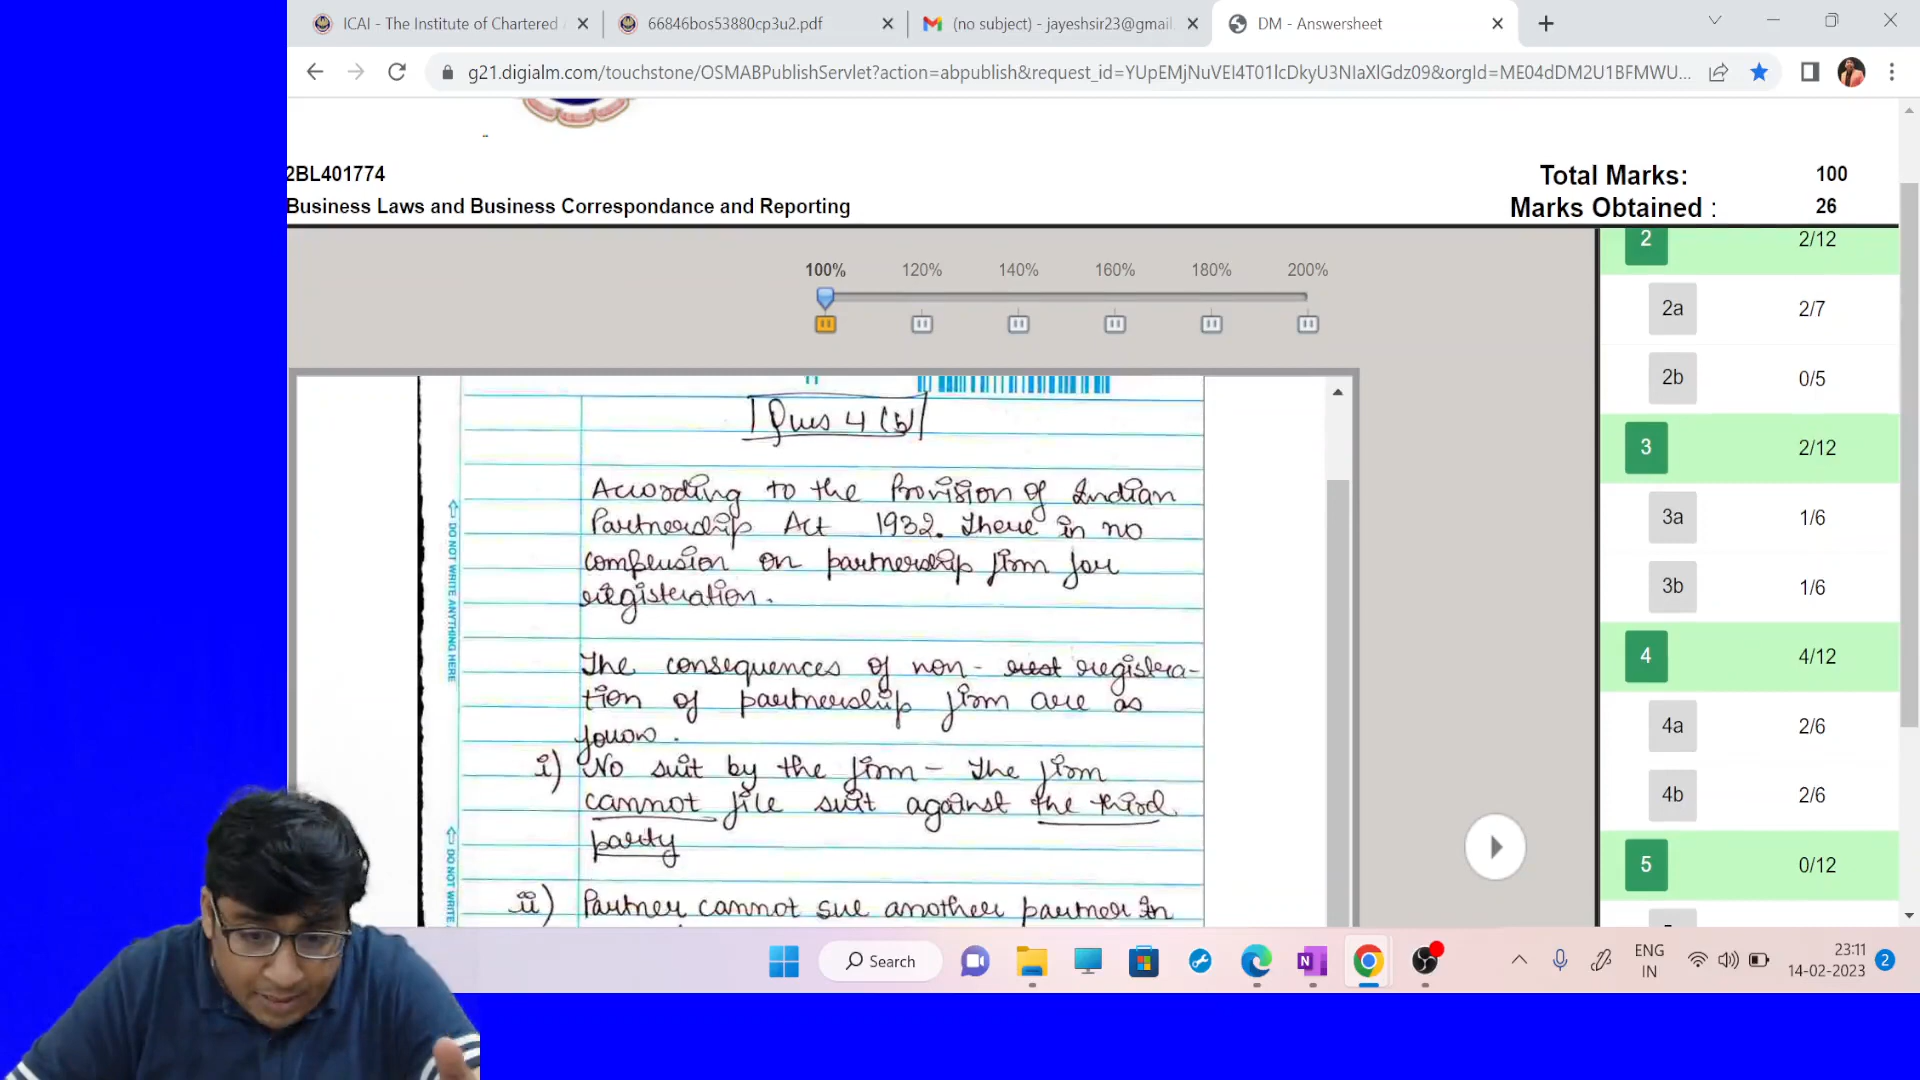 ICAI - The Institute of Chartered
66846bos53880cp3u2.pdf
(no subject) - jayeshsir23@gmai
DM - Answersheet
g21.digialm.com/touchstone/OSMABPublishServlet?action=abpublish&request_id=YUpEMjNuVEI4T01lcDkyU3NIaXlGdz09&orgId=ME04dDM2U1BFMWU...
2BL401774
Total Marks: 100
Business Laws and Business Correspondance and Reporting
Marks Obtained : 26
100% 120% 140% 160% 180% 200%
Ques 4 (b)
According to the Provision of Indian
Partnership Act 1932. There is no
complusion on partnership firm for
registeration.
The consequences of non- registera-
tion of partnership firm are as
follow.
i) No suit by the firm - The firm
cannot file suit against the third
party
ii) Partner cannot sue another partner in
DO NOT WRITE ANYTHING HERE
DO NOT WRITE
2 2/12
2a 2/7
2b 0/5
3 2/12
3a 1/6
3b 1/6
4 4/12
4a 2/6
4b 2/6
5 0/12
Search
ENG
IN
23:11
14-02-2023
2